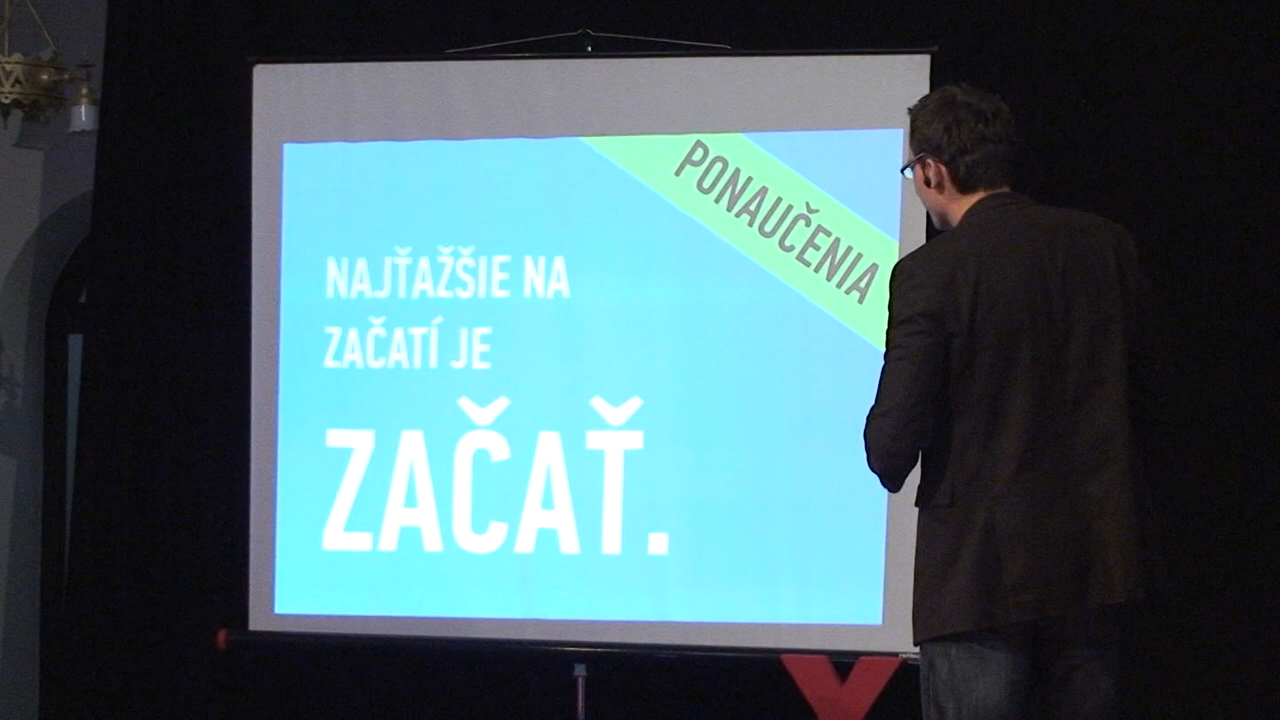 PONAUČENIA
NAJŤAŽŠIE NA
ZAČATÍ JE
ZAČAŤ.
X